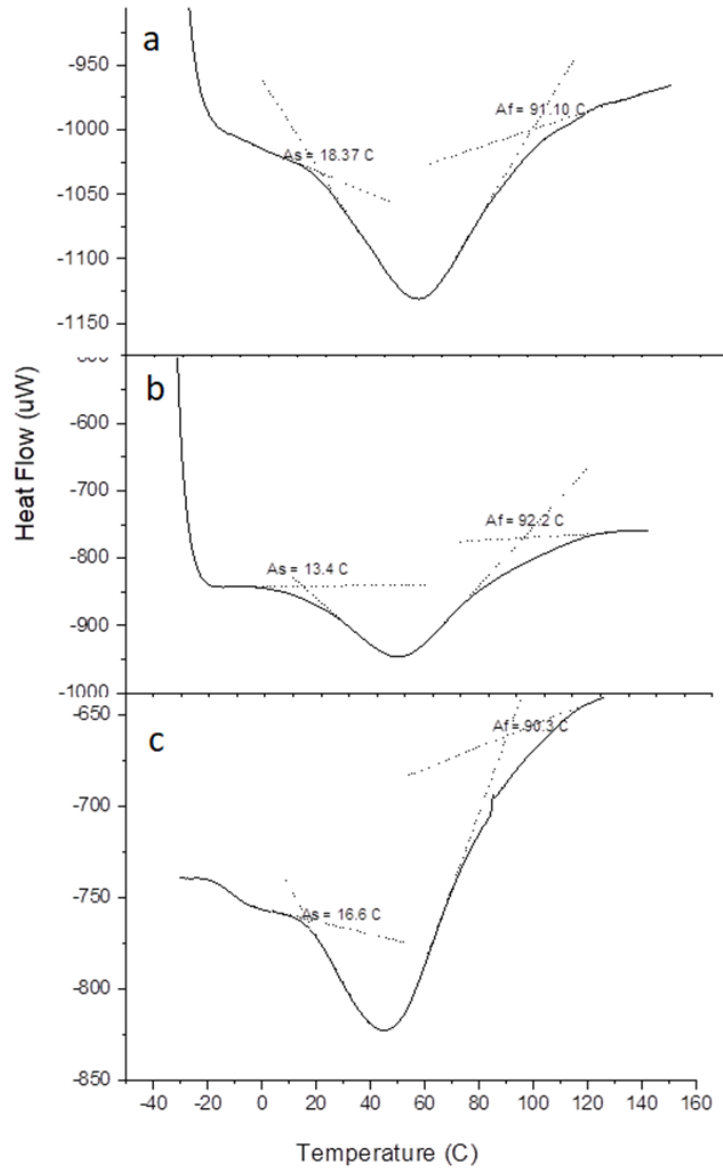 a
-950
Af = 91.10 C
-1000
As = 18.37 C
-1050
-1100
-1150
b
-600
-700
Af = 92.2 C
-800
As = 13.4 C
-900
-1000
Heat Flow (uW)
-650
c
Af = 90.3 C
-700
-750
As = 16.6 C
-800
-850
-40 -20 0 20 40 60 80 100 120 140 160
Temperature (C)